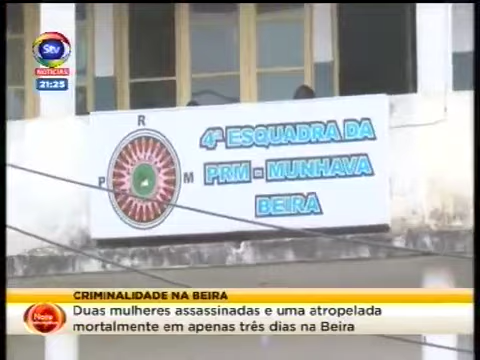 Stv
NOTÍCIAS
21:25
R
P M
4ª ESQUADRA DA
PRM - MUNHAVA
BEIRA
CRIMINALIDADE NA BEIRA
Duas mulheres assassinadas e uma atropelada
mortalmente em apenas três dias na Beira